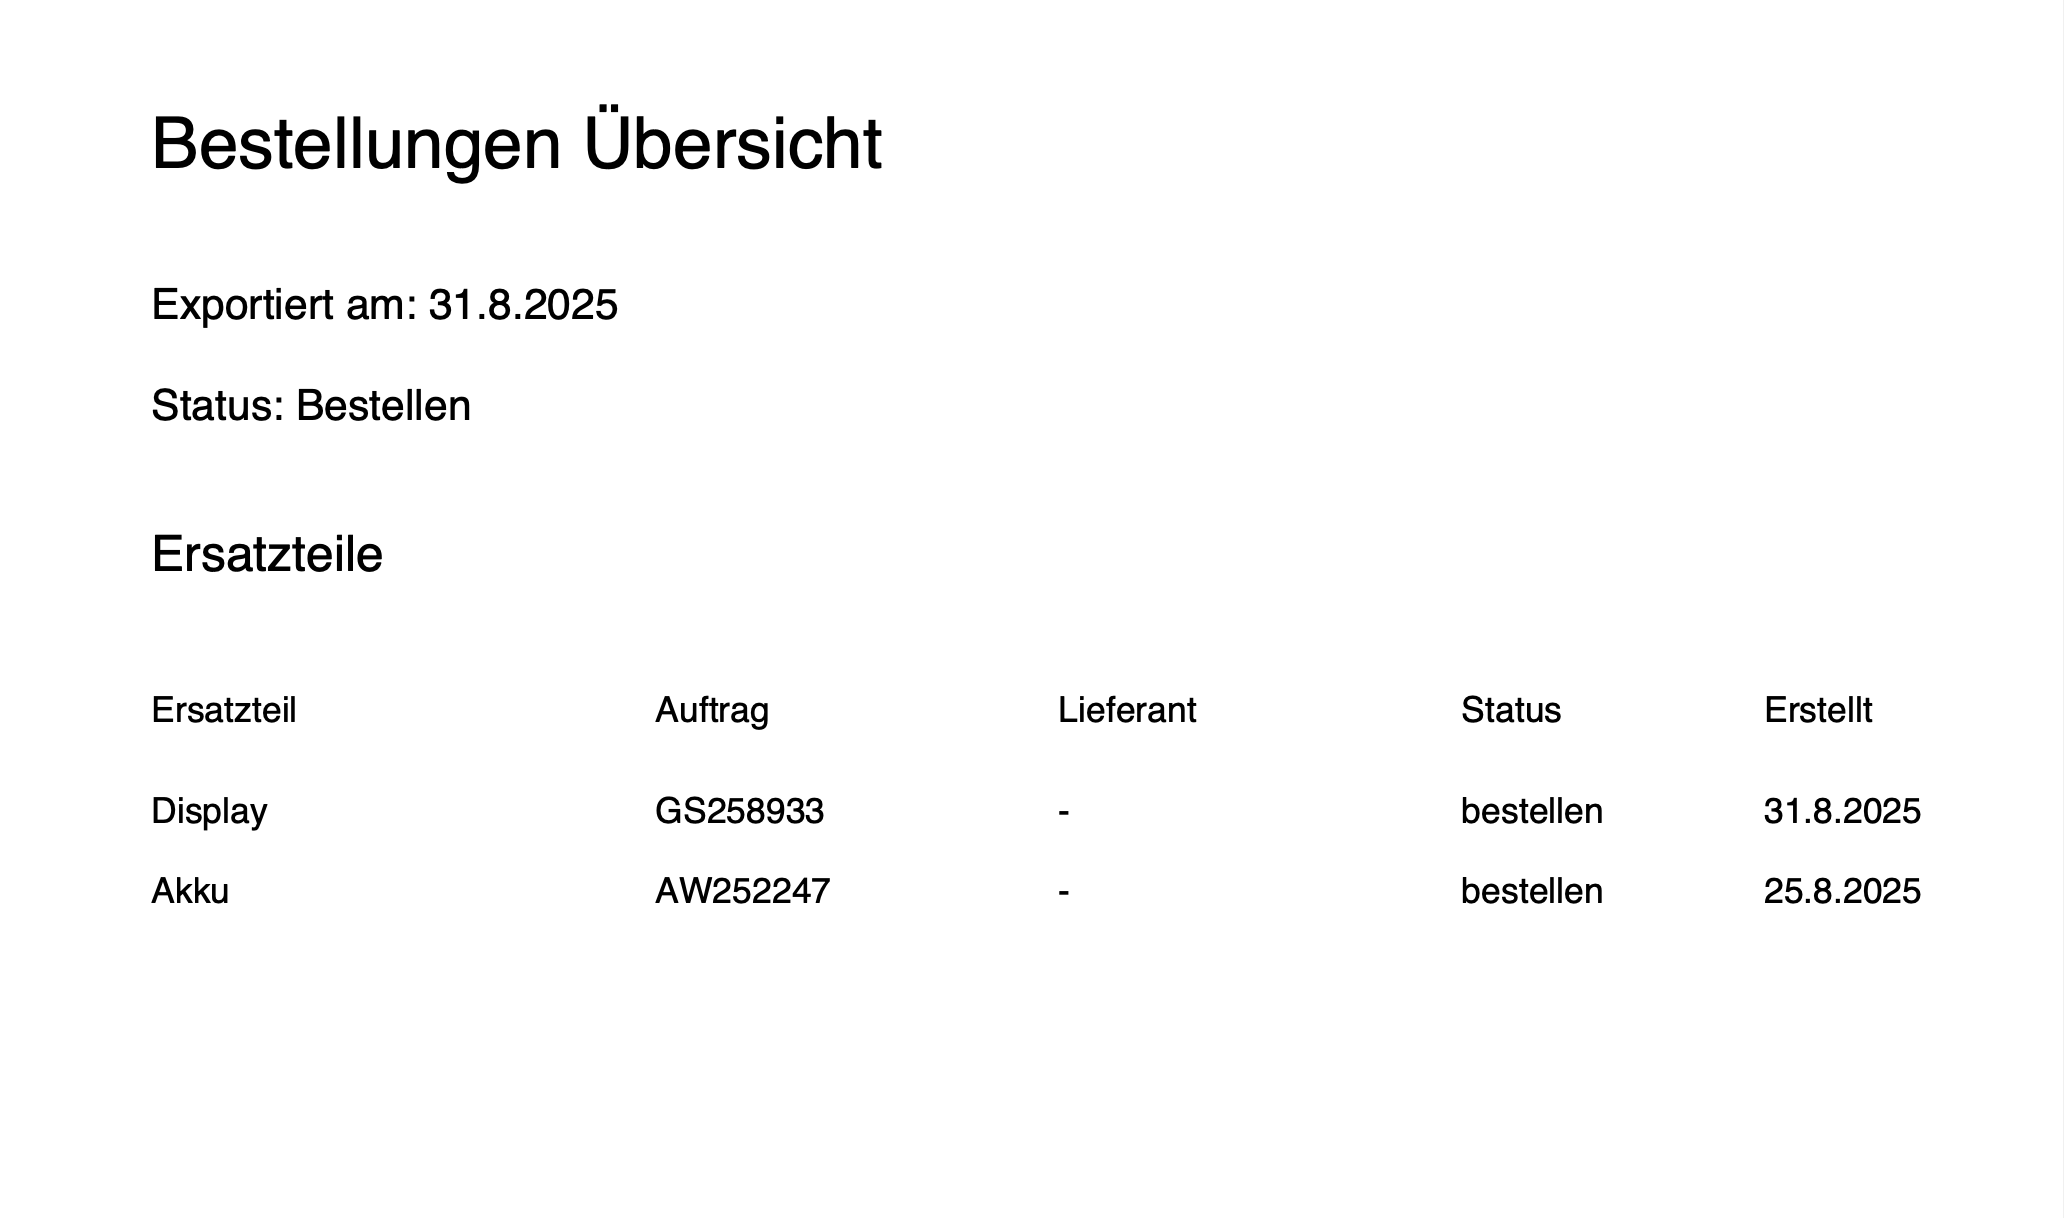 Bestellungen Übersicht
Exportiert am: 31.8.2025
Status: Bestellen
Ersatzteile
Ersatzteil Auftrag Lieferant Status Erstellt
Display GS258933 - bestellen 31.8.2025
Akku AW252247 - bestellen 25.8.2025